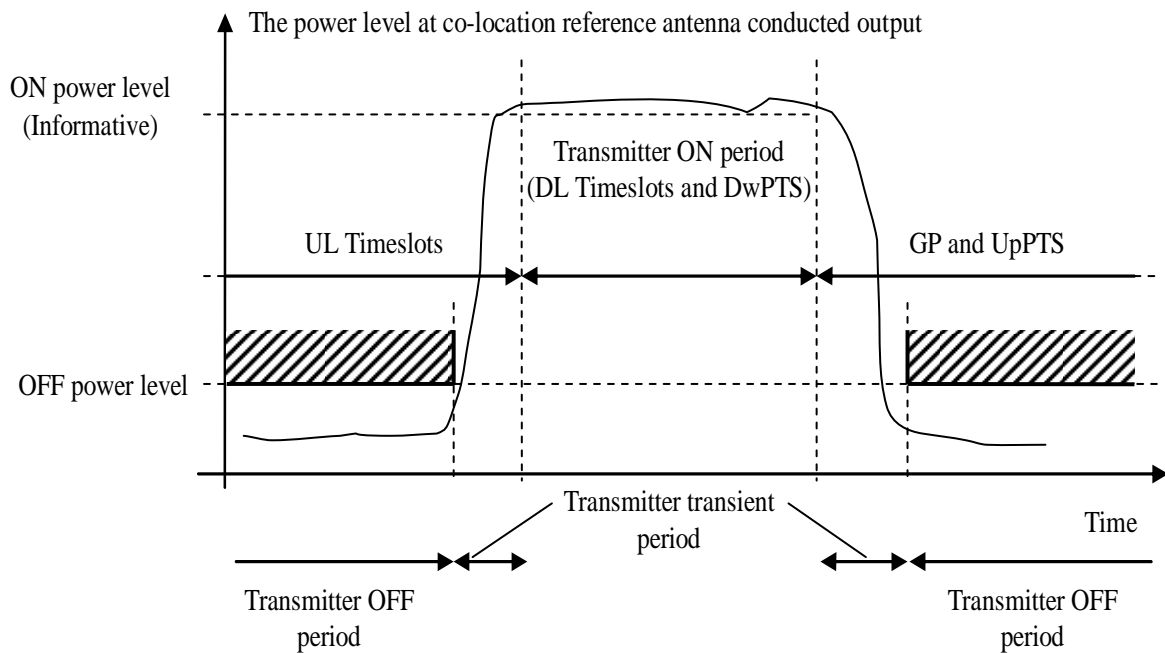 The power level at co-location reference antenna conducted output
ON power level
(Informative)
Transmitter ON period
(DL Timeslots and DwPTS)
UL Timeslots
GP and UpPTS
OFF power level
Transmitter transient
period
Time
Transmitter OFF
period
Transmitter OFF
period